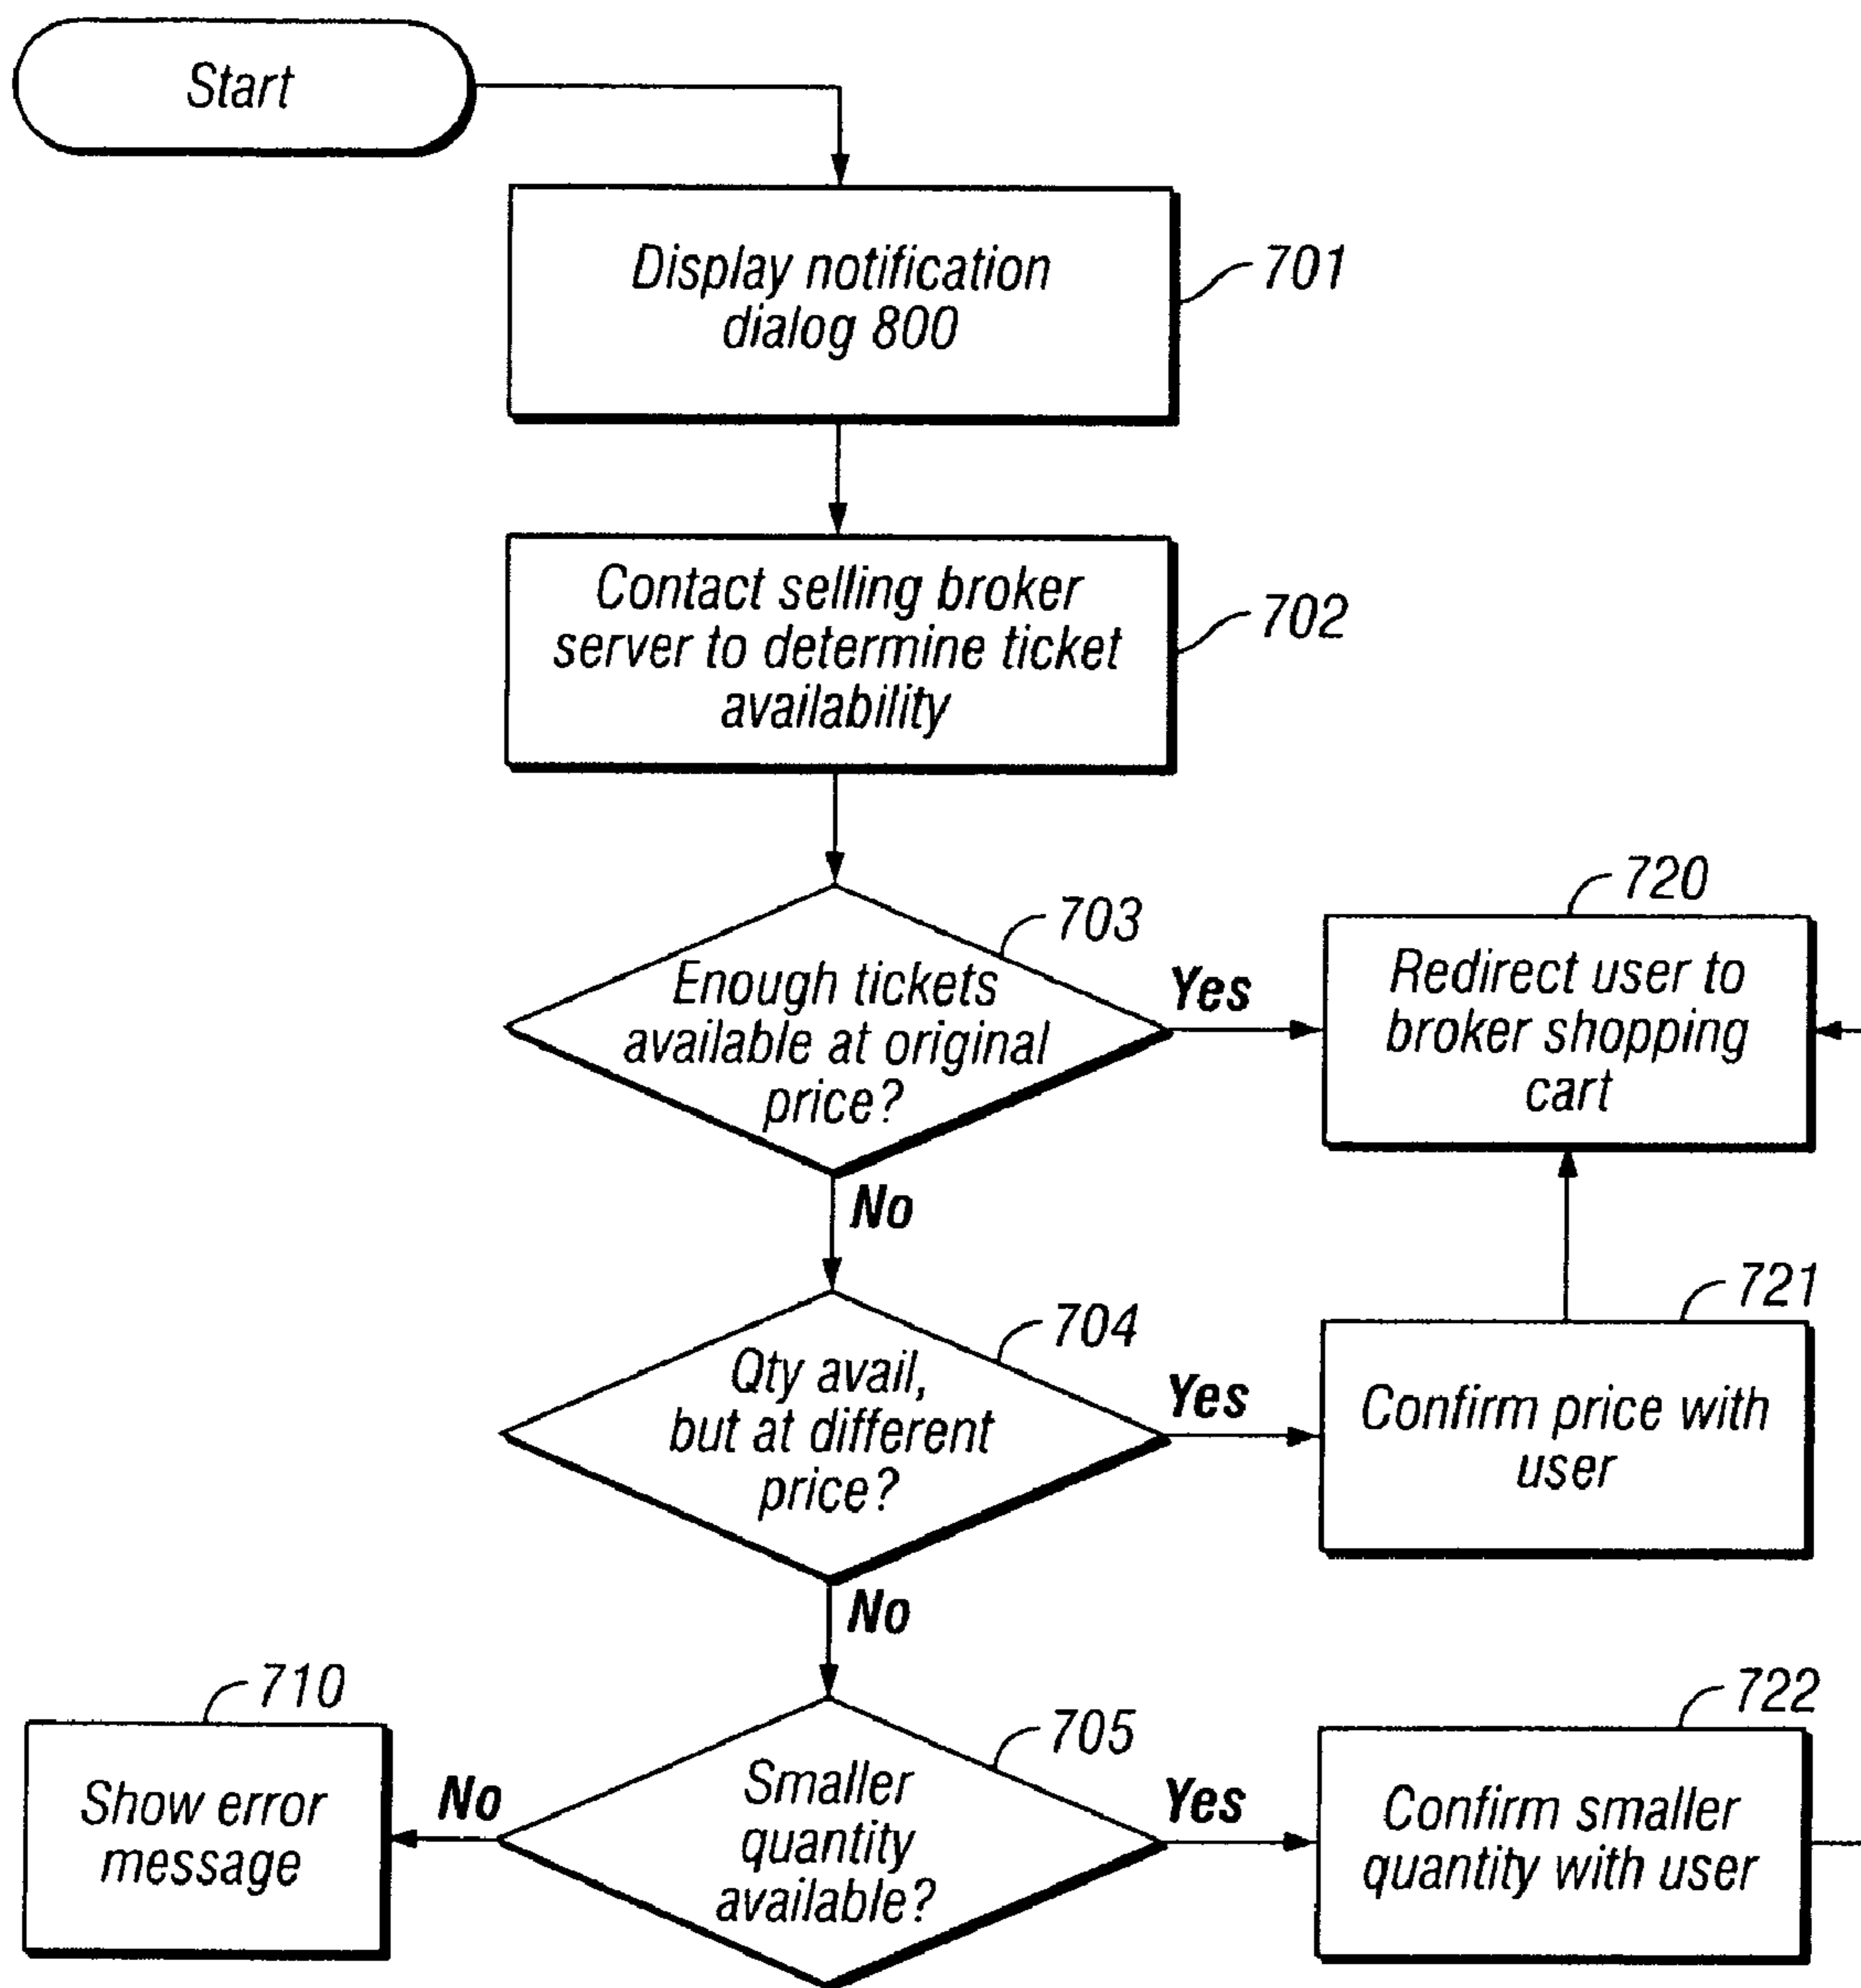 Start
Display notification
dialog 800
701
Contact selling broker
server to determine ticket
availability
702
703
Enough tickets
available at original
price?
Yes
No
720
Redirect user to
broker shopping
cart
704
Qty avail,
but at different
price?
Yes
No
721
Confirm price with
user
705
Smaller
quantity
available?
No
Yes
710
Show error
message
722
Confirm smaller
quantity with user